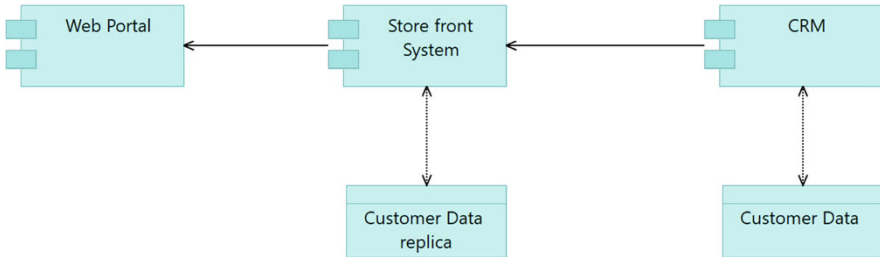 Web Portal
Store front
System
CRM
Customer Data
replica
Customer Data